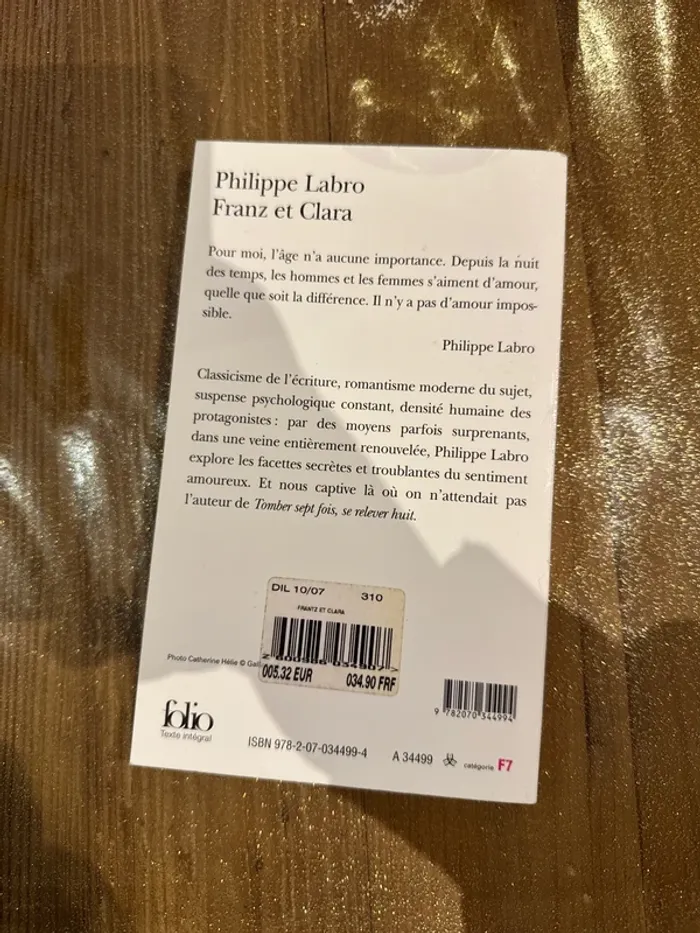 Philippe Labro
Franz et Clara
Pour moi, l'âge n'a aucune importance. Depuis la nuit
des temps, les hommes et les femmes s'aiment d'amour,
quelle que soit la différence. Il n'y a pas d'amour impos-
sible.
Philippe Labro
Classicisme de l'écriture, romantisme moderne du sujet,
suspense psychologique constant, densité humaine des
protagonistes : par des moyens parfois surprenants,
dans une veine entièrement renouvelée, Philippe Labro
explore les facettes secrètes et troublantes du sentiment
amoureux. Et nous captive là où on n'attendait pas
l'auteur de Tomber sept fois, se relever huit.
DIL 10/07 310
FRANTZ ET CLARA
005.32 EUR 034.90 FRF
Photo Catherine Hélie ©
9 782070 344994
folio
Texte intégral
ISBN 978-2-07-034499-4 A 34499 catégorie F7